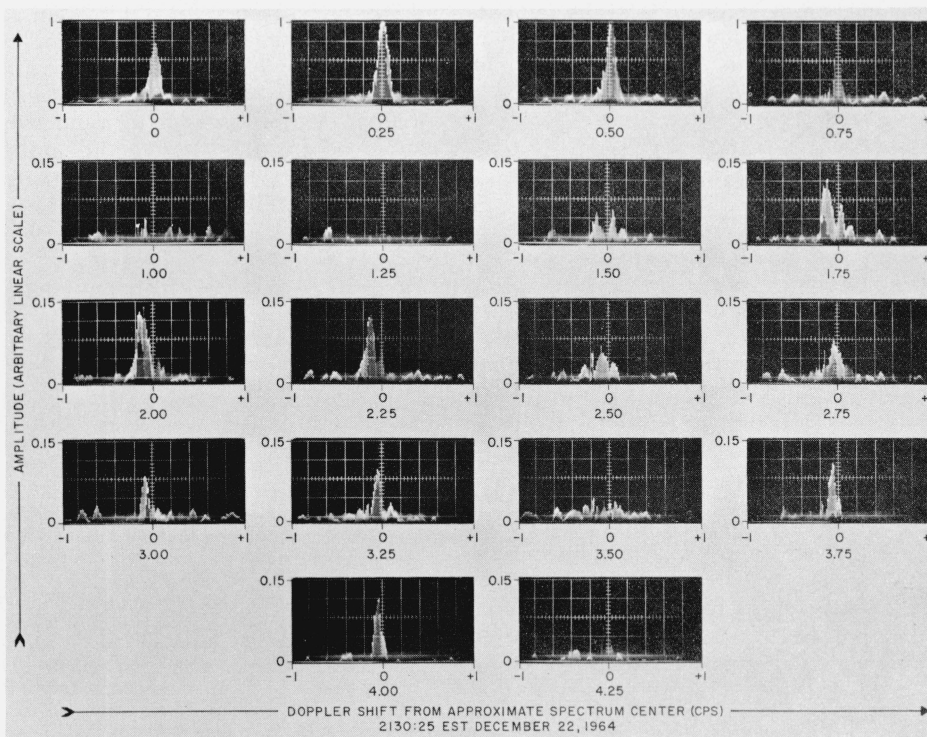 AMPLITUDE (ARBITRARY LINEAR SCALE)
1 1 1 1
0 0 0 0
-1 0 +1 -1 0 +1 -1 0 +1 -1 0 +1
0 0.25 0.50 0.75
0.15 0.15 0.15 0.15
0 0 0 0
-1 0 +1 -1 0 +1 -1 0 +1 -1 0 +1
1.00 1.25 1.50 1.75
0.15 0.15 0.15 0.15
0 0 0 0
-1 0 +1 -1 0 +1 -1 0 +1 -1 0 +1
2.00 2.25 2.50 2.75
0.15 0.15 0.15 0.15
0 0 0 0
-1 0 +1 -1 0 +1 -1 0 +1 -1 0 +1
3.00 3.25 3.50 3.75
0.15 0.15
0 0
-1 0 +1 -1 0 +1
4.00 4.25
DOPPLER SHIFT FROM APPROXIMATE SPECTRUM CENTER (CPS)
2130:25 EST DECEMBER 22, 1964